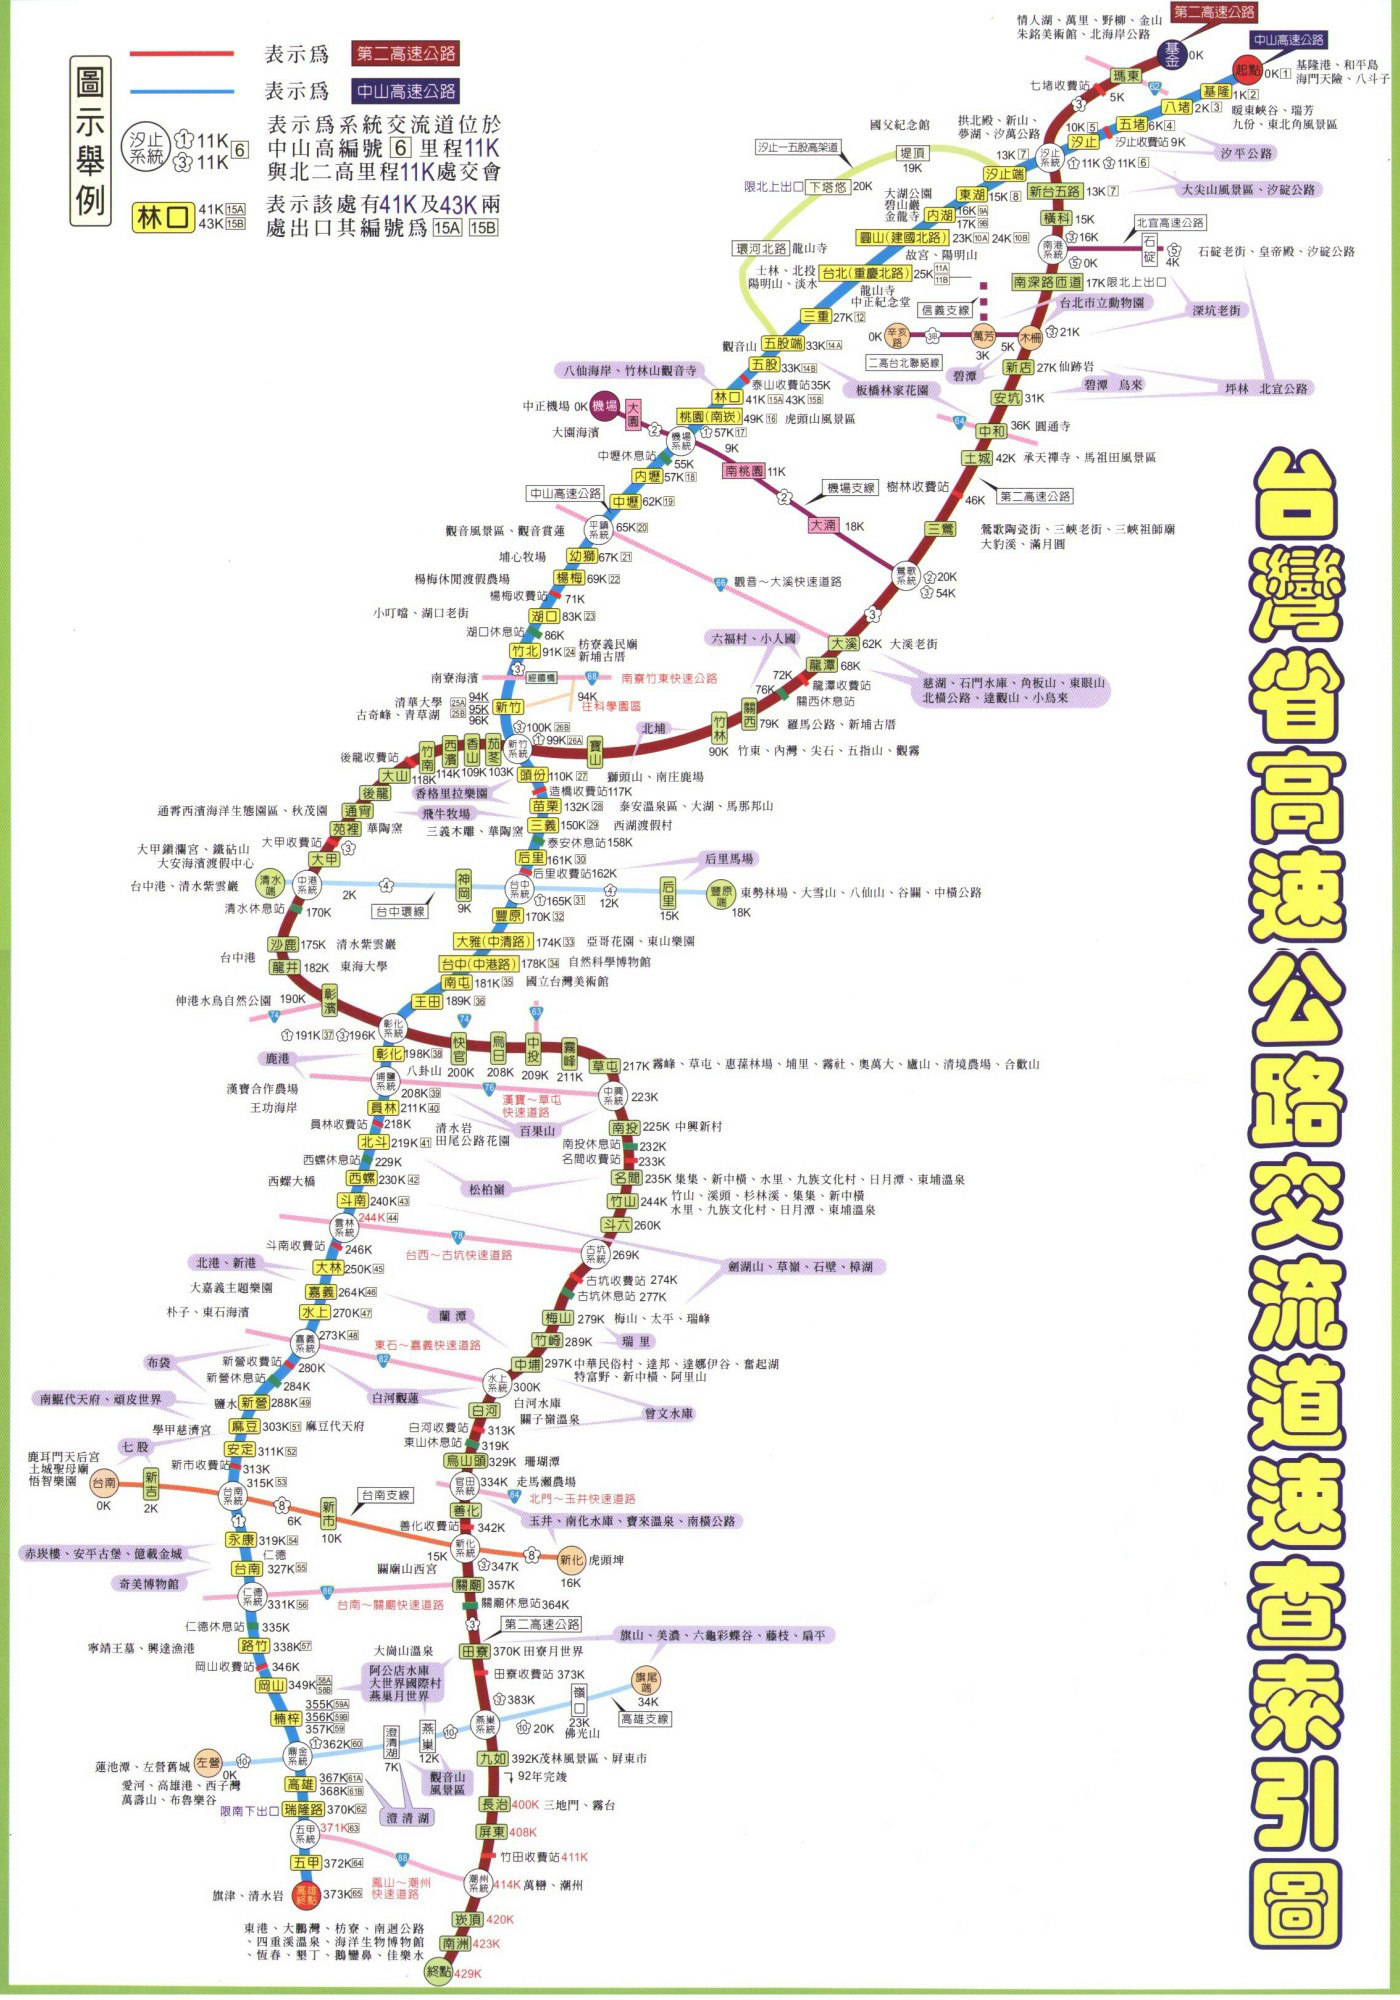 台灣省高速公路交流道速查索引圖
圖示舉例
表示爲 第二高速公路
表示爲 中山高速公路
汐止系統 1 11K 3 11K 6
表示爲系統交流道位於
中山高編號 6 里程11K
與北二高里程11K處交會
林口 41K 15A 43K 15B
表示該處有41K及43K兩
處出口其編號爲 15A 15B
情人湖、萬里、野柳、金山
朱銘美術館、北海岸公路
第二高速公路
基金 0K
中山高速公路
起點 0K 1
基隆港、和平島
海門天險、八斗子
瑪東 5K
七堵收費站
62
基隆 1K 2
八堵 2K 3
暖東峽谷、瑞芳
九份、東北角風景區
五堵 6K 4
汐止收費站 9K
汐止 10K 5
拱北殿、新山、
夢湖、汐萬公路
汐平公路
汐止系統 1 11K 3 11K 6
國父紀念館
汐止一五股高架道
堤頂 19K
汐止端 13K 7
限北上出口 下塔悠 20K
東湖 15K 8
新台五路 13K 7
大尖山風景區、汐碇公路
大湖公園
碧山巖
金龍寺
內湖 16K 9A
17K 9B
橫科 15K
圓山(建國北路) 23K 10A 24K 10B
環河北路 龍山寺
故宮、陽明山
南港系統 3 16K
5 0K
北宜高速公路
石碇 5 4K
石碇老街、皇帝殿、汐碇公路
士林、北投
陽明山、淡水
台北(重慶北路) 25K 11A 11B
南深路匝道 17K 限北上出口
龍山寺
中正紀念堂
信義支線
台北市立動物園
深坑老街
三重 27K 12
0K 辛亥路 3甲 萬芳 3K 木柵 5K 3 21K
二高台北聯絡線
觀音山 五股端 33K 14A
五股 33K 14B
新店 27K 仙跡岩
碧潭
碧潭 烏來
坪林 北宜公路
八仙海岸、竹林山觀音寺
泰山收費站35K
板橋林家花園
安坑 31K
林口 41K 15A 43K 15B
中正機場 0K 機場
大園
大園海濱
桃園(南崁) 49K 16 虎頭山風景區
64
中和 36K 圓通寺
機場系統 1 57K 17
9K
土城 42K 承天禪寺、馬祖田風景區
中壢休息站 55K
南桃園 11K
內壢 57K 18
中山高速公路
中壢 62K 19
機場支線
樹林收費站 46K
第二高速公路
大湳 18K
觀音風景區、觀音賞蓮
平鎮系統 65K 20
三鶯
鶯歌陶瓷街、三峽老街、三峽祖師廟
大豹溪、滿月圓
埔心牧場 幼獅 67K 21
66 觀音～大溪快速道路
鶯歌系統 2 20K
3 54K
楊梅休閒渡假農場 楊梅 69K 22
楊梅收費站 71K
小叮噹、湖口老街 湖口 83K 23
湖口休息站 86K
六福村、小人國
大溪 62K 大溪老街
竹北 91K 24 枋寮義民廟
新埔古厝
龍潭 68K
72K 龍潭收費站
76K 關西休息站
慈湖、石門水庫、角板山、東眼山
北橫公路、達觀山、小烏來
南寮海濱 經國橋 68 南寮竹東快速公路
清華大學 25A 94K
古奇峰、青草湖 25B 95K
96K
新竹 94K
往科學園區
關西 79K 羅馬公路、新埔古厝
北埔
竹林 90K 竹東、內灣、尖石、五指山、觀霧
3 100K 26B
新竹系統 1 99K 26A
寶山
後龍收費站
竹南 西濱 香山 茄苳
118K 114K 109K 103K
大山
頭份 110K 27 獅頭山、南庄鹿場
後龍
香格里拉樂園
造橋收費站117K
通霄西濱海洋生態園區、秋茂園 通宵
飛牛牧場
苗栗 132K 28 泰安溫泉區、大湖、馬那邦山
苑裡 華陶窯
三義木雕、華陶窯 三義 150K 29 西湖渡假村
大甲收費站
泰安休息站158K
大甲鎮瀾宮、鐵砧山
大安海濱渡假中心
大甲
后里 161K 30
后里馬場
后里收費站162K
台中港、清水紫雲巖 清水端 中港系統 2K 4 神岡 9K 台中系統 4 12K 后里 15K 豐原端 18K
東勢林場、大雪山、八仙山、谷關、中橫公路
台中環線
1 165K 31
清水休息站 170K
豐原 170K 32
沙鹿 175K 清水紫雲巖
大雅(中清路) 174K 33 亞哥花園、東山樂園
台中港
龍井 182K 東海大學
台中(中港路) 178K 34 自然科學博物館
南屯 181K 35 國立台灣美術館
伸港水鳥自然公園 190K 彰濱
王田 189K 36
74
1 191K 37 3 196K 彰化系統
74 63
快官 200K 烏日 208K 中投 209K 霧峰 211K
鹿港
彰化 198K 38
八卦山
草屯 217K 霧峰、草屯、惠蓀林場、埔里、霧社、奧萬大、廬山、清境農場、合歡山
埔鹽系統 208K 39
76 漢寶～草屯
快速道路
中興系統 223K
漢寶合作農場
王功海岸
員林 211K 40
員林收費站 218K
清水岩
田尾公路花園
百果山
南投 225K 中興新村
北斗 219K 41
南投休息站 232K
名間收費站 233K
西螺休息站 229K
西螺大橋 西螺 230K 42
松柏嶺
名間 235K 集集、新中橫、水里、九族文化村、日月潭、東埔溫泉
斗南 240K 43
竹山 244K 竹山、溪頭、杉林溪、集集、新中橫
水里、九族文化村、日月潭、東埔溫泉
244K 44 雲林系統
斗六 260K
78
台西～古坑快速道路
古坑系統 269K
斗南收費站 246K
北港、新港 大林 250K 45
古坑收費站 274K
古坑休息站 277K
劍湖山、草嶺、石壁、樟湖
大嘉義主題樂園 嘉義 264K 46
朴子、東石海濱 水上 270K 47
蘭潭
梅山 279K 梅山、太平、瑞峰
嘉義系統 273K 48
東石～嘉義快速道路
82
竹崎 289K 瑞里
布袋
新營收費站 280K
新營休息站 284K
中埔 297K 中華民俗村、達邦、達娜伊谷、奮起湖
特富野、新中橫、阿里山
水上系統 300K
南鯤代天府、頑皮世界
鹽水 新營 288K 49
白河觀蓮
白河 白河水庫
關子嶺溫泉
曾文水庫
學甲慈濟宮 麻豆 303K 51 麻豆代天府
白河收費站 313K
東山休息站 319K
七股
安定 311K 52
烏山頭 329K 珊瑚潭
鹿耳門天后宮
土城聖母廟
悟智樂園
新市收費站 313K
台南 0K 新吉 2K 台南系統 315K 53
8 6K
新市 10K
台南支線
官田系統 334K 走馬瀨農場
84 北門～玉井快速道路
善化
善化收費站 342K
玉井、南化水庫、寶來溫泉、南橫公路
1
永康 319K 54
赤崁樓、安平古堡、億載金城
15K 新化系統 3 347K
8
新化 16K 虎頭埤
仁德
台南 327K 55
關廟山西宮
奇美博物館
關廟 357K
仁德系統 331K 56
86
台南～關廟快速道路
關廟休息站364K
仁德休息站 335K
3
第二高速公路
寧靖王墓、興達漁港 路竹 338K 57
大崗山溫泉
田寮 370K 田寮月世界
旗山、美濃、六龜彩蝶谷、藤枝、扇平
岡山收費站 346K
阿公店水庫
大世界國際村
燕巢月世界
田寮收費站 373K
岡山 349K 58A 58B
旗尾端 34K
楠梓 355K 59A
356K 59B
357K 59
3 383K
燕巢系統 10 20K
嶺口 23K
佛光山
高雄支線
1 362K 60 鼎金系統
澄清湖 7K
燕巢 12K
10
蓮池潭、左營舊城 左營 0K 10
觀音山
風景區
九如 392K 茂林風景區、屏東市
92年完竣
愛河、高雄港、西子灣
萬壽山、布魯樂谷
高雄 367K 61A
368K 61B
限南下出口 瑞隆路 370K 62
澄清湖
長治 400K 三地門、霧台
五甲系統 371K 63
屏東 408K
88
鳳山～潮州
快速道路
竹田收費站 411K
五甲 372K 64
潮州系統 414K 萬巒、潮州
旗津、清水岩 高雄終點 373K 65
崁頂 420K
東港、大鵬灣、枋寮、南迴公路
、四重溪溫泉、海洋生物博物館
、恆春、墾丁、鵝鑾鼻、佳樂水
南洲 423K
終點 429K